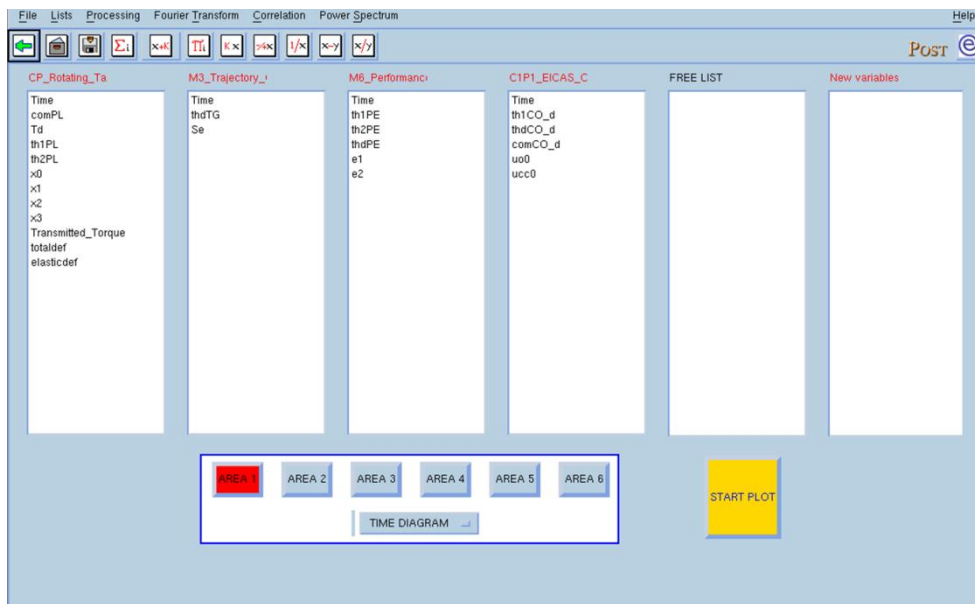 File Lists Processing Fourier Transform Correlation Power Spectrum Help
Σi x+K Πi K x 1/x x-y x/y POST
CP_Rotating_Ta M3_Trajectory_ M6_Performanc C1P1_EICAS_C FREE LIST New variables
Time
comPL
Td
th1PL
th2PL
x0
x1
x2
x3
Transmitted_Torque
totaldef
elasticdef
Time
thdTG
Se
Time
th1PE
th2PE
thdPE
e1
e2
Time
th1CO_d
thdCO_d
comCO_d
uo0
ucc0
AREA 1 AREA 2 AREA 3 AREA 4 AREA 5 AREA 6
TIME DIAGRAM
START PLOT